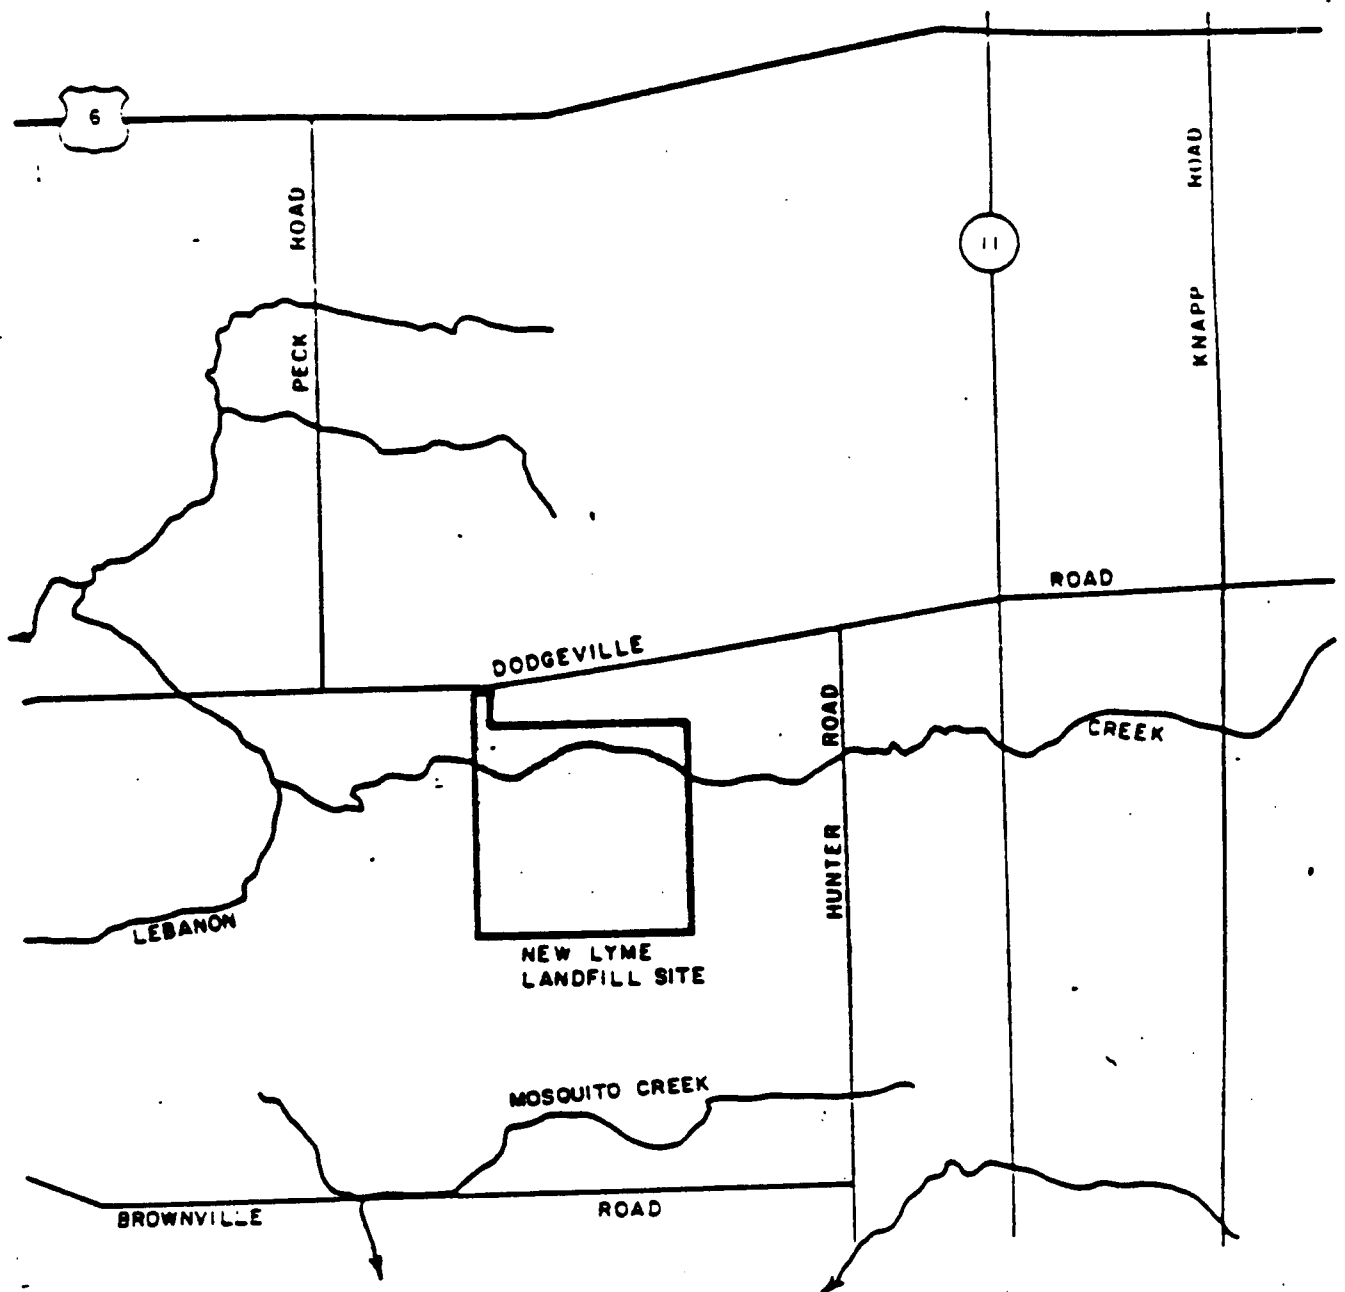 6
ROAD
PECK
11
ROAD
KNAPP
DODGEVILLE
ROAD
ROAD
HUNTER
CREEK
LEBANON
NEW LYME
LANDFILL SITE
MOSQUITO CREEK
BROWNVILLE
ROAD